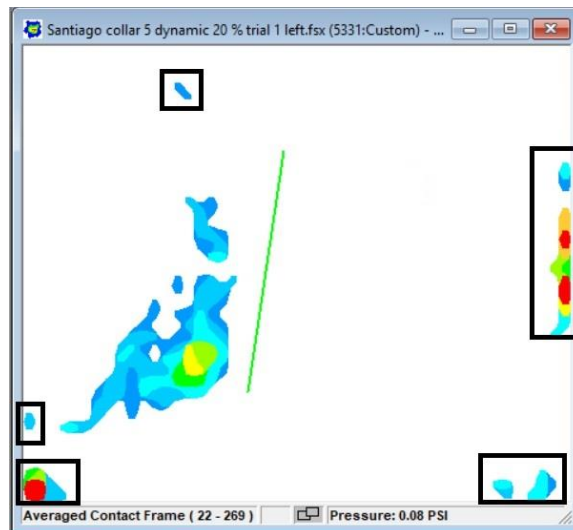 Santiago collar 5 dynamic 20 % trial 1 left.fsx (5331:Custom) - ...
Averaged Contact Frame ( 22 - 269 )
Pressure: 0.08 PSI